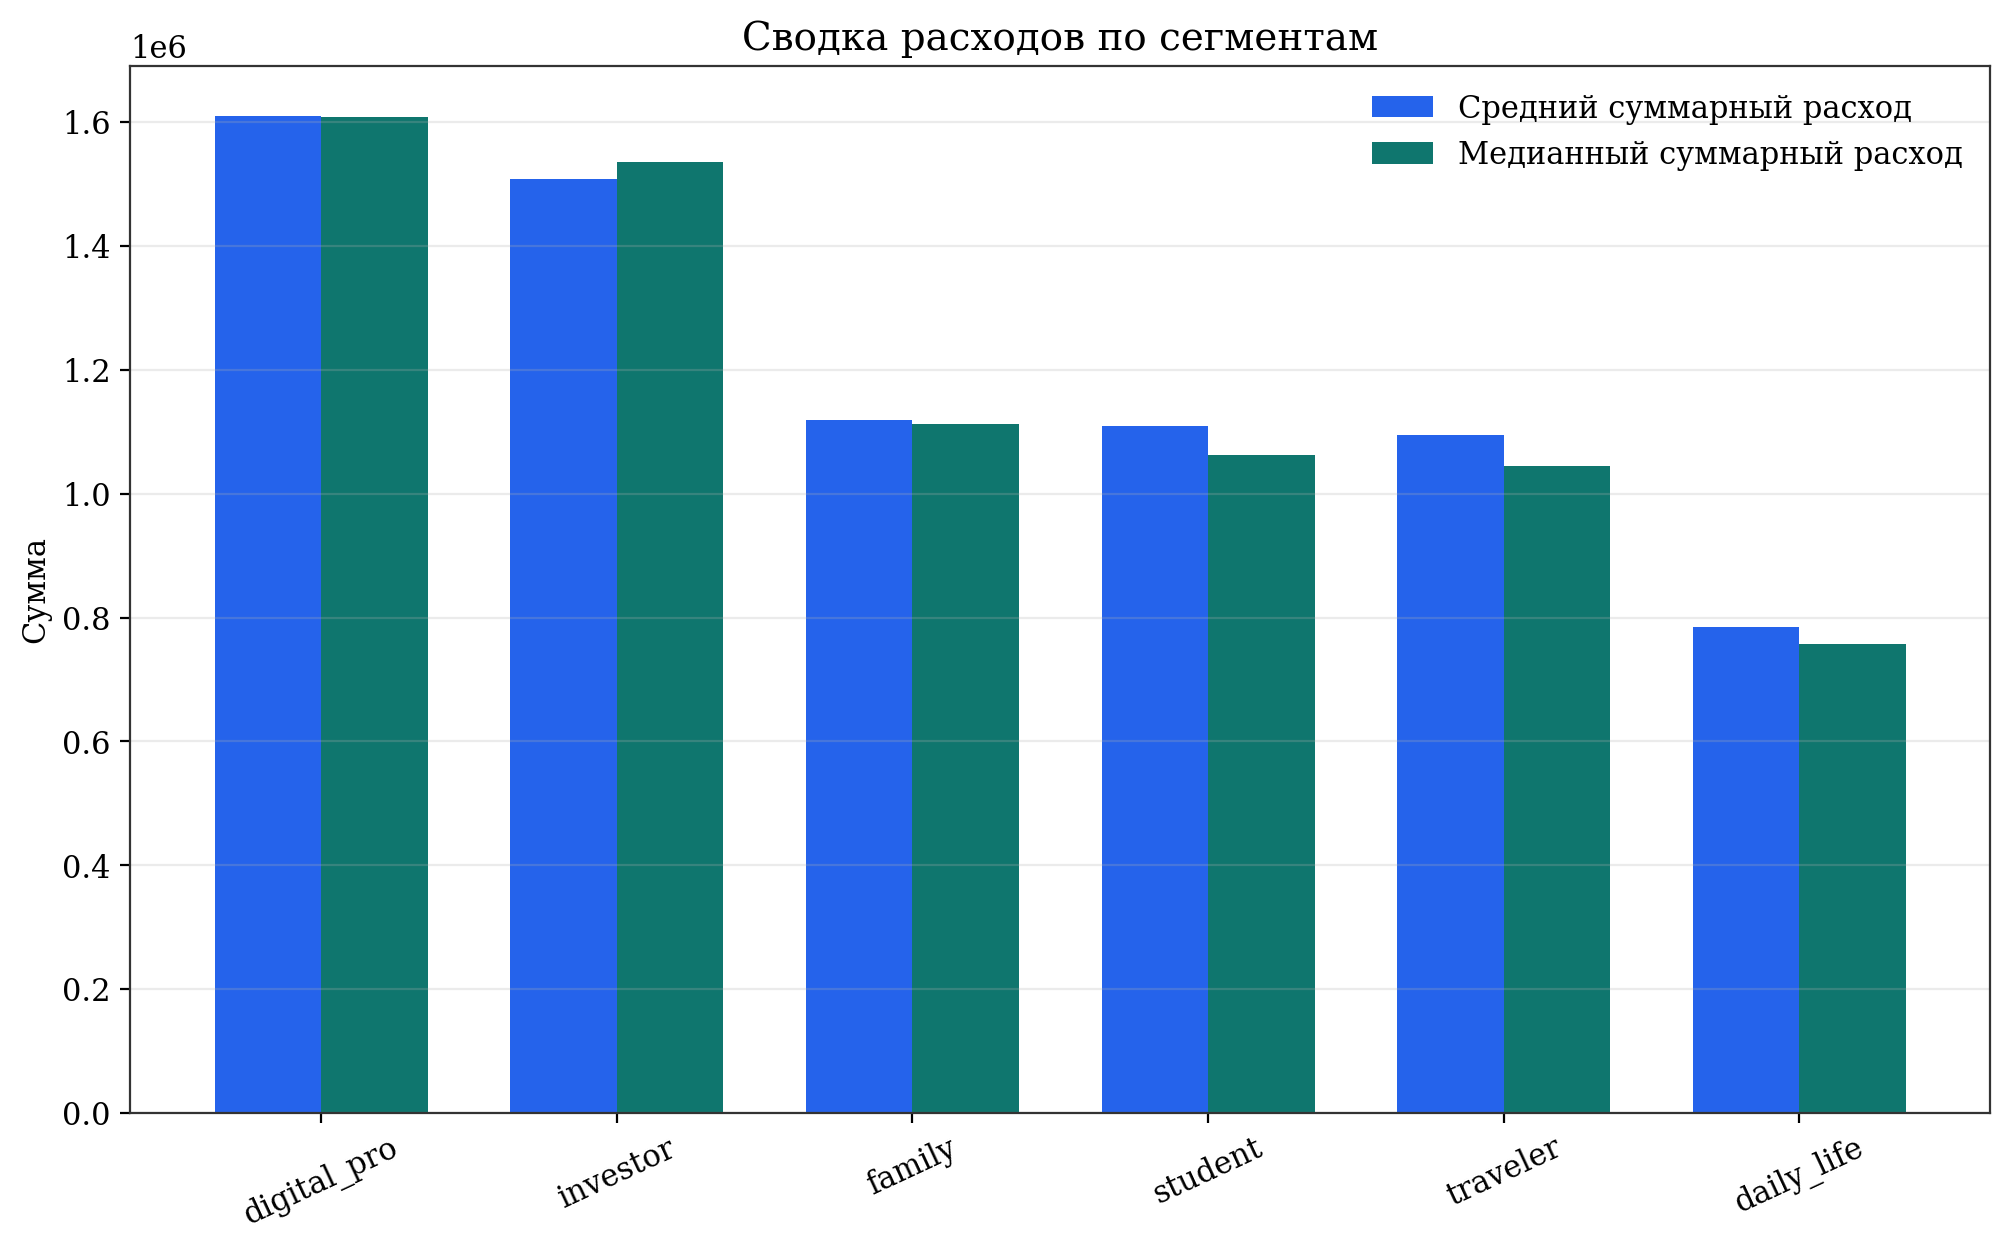 Сводка расходов по сегментам
1e6
Средний суммарный расход
Медианный суммарный расход
1.6
1.4
1.2
1.0
0.8
0.6
0.4
0.2
0.0
Сумма
digital_pro
investor
family
student
traveler
daily_life